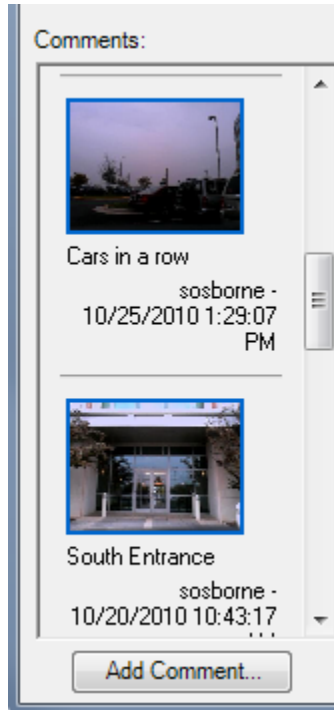 Comments:
Cars in a row
sosborne -
10/25/2010 1:29:07
PM
South Entrance
sosborne -
10/20/2010 10:43:17
Add Comment...